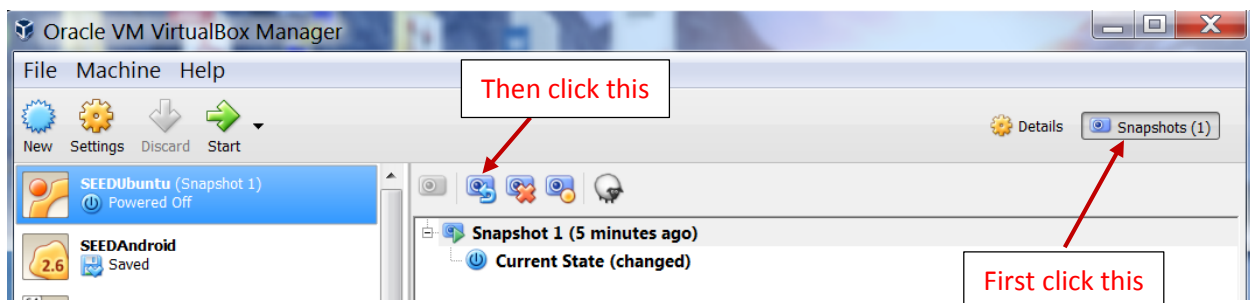 Oracle VM VirtualBox Manager
File Machine Help
Then click this
New Settings Discard Start
Details Snapshots (1)
SEEDUbuntu (Snapshot 1)
Powered Off
Snapshot 1 (5 minutes ago)
Current State (changed)
SEEDAndroid
2.6 Saved
First click this